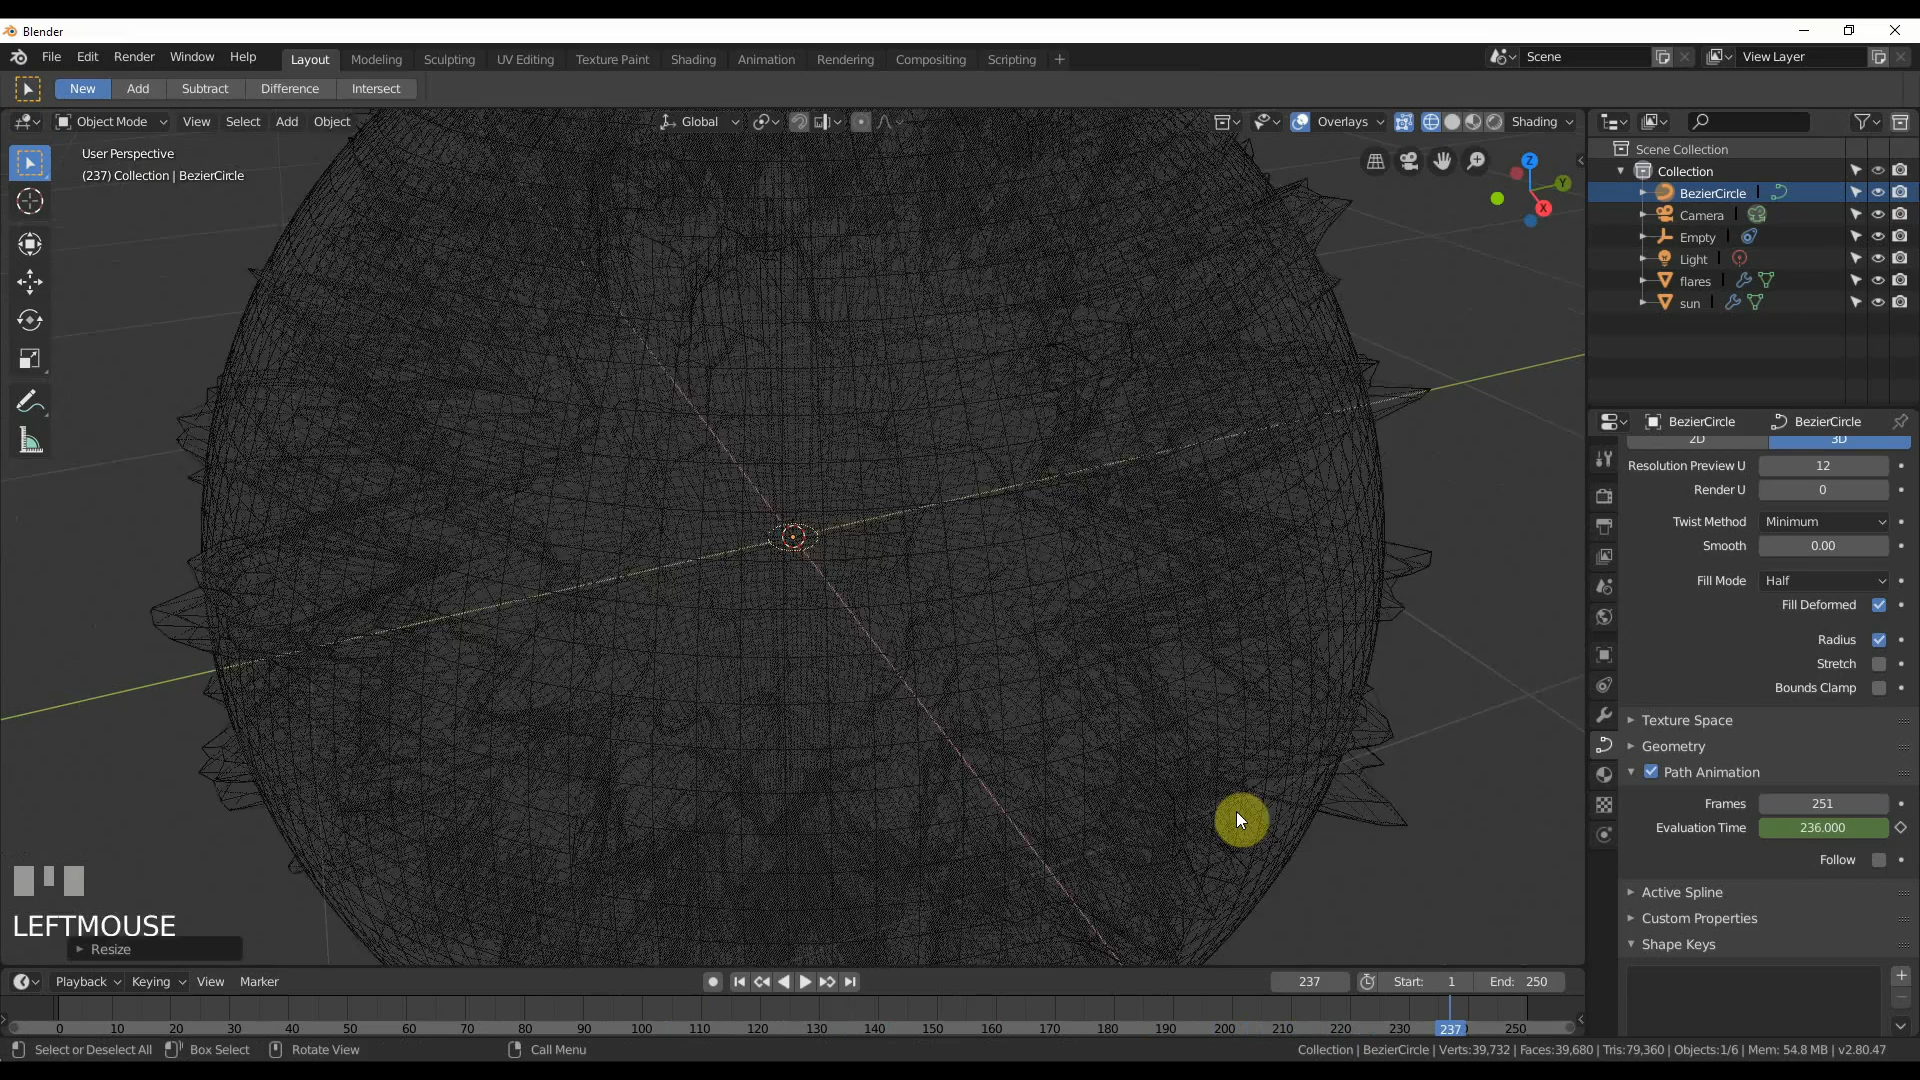 Blender
File Edit Render Window Help Layout Modeling Sculpting UV Editing Texture Paint Shading Animation Rendering Compositing Scripting + Scene View Layer
New Add Subtract Difference Intersect
Object Mode View Select Add Object Global Overlays Shading
User Perspective
(237) Collection | BezierCircle
Z
Y
X
Scene Collection
Collection
BezierCircle
Camera
Empty
Light
flares
sun
BezierCircle BezierCircle
2D 3D
Resolution Preview U 12
Render U 0
Twist Method Minimum
Smooth 0.00
Fill Mode Half
Fill Deformed
Radius
Stretch
Bounds Clamp
Texture Space
Geometry
Path Animation
Frames 251
Evaluation Time 236.000
Follow
Active Spline
Custom Properties
Shape Keys
LEFTMOUSE
Resize
Playback Keying View Marker 237 Start: 1 End: 250
0 10 20 30 40 50 60 70 80 90 100 110 120 130 140 150 160 170 180 190 200 210 220 230 237 250
Select or Deselect All Box Select Rotate View Call Menu Collection | BezierCircle | Verts:39,732 | Faces:39,680 | Tris:79,360 | Objects:1/6 | Mem: 54.8 MB | v2.80.47